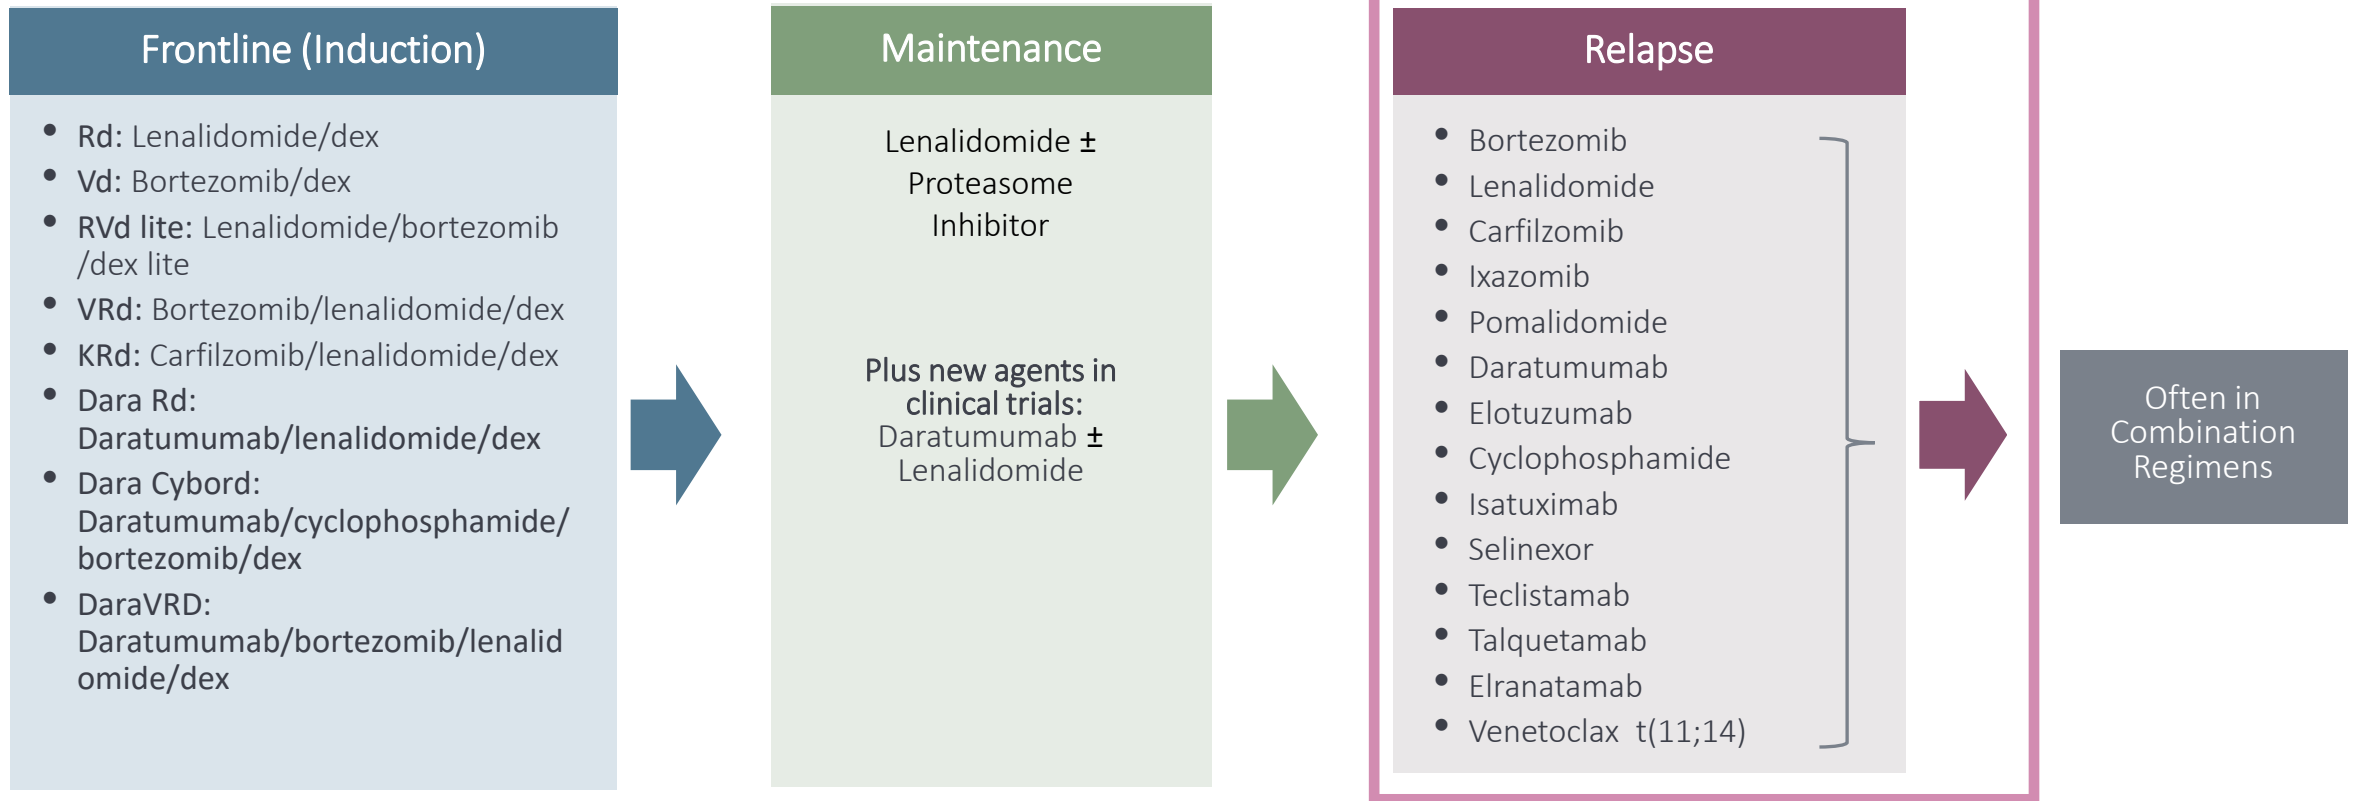 Frontline (Induction)
• Rd: Lenalidomide/dex
• Vd: Bortezomib/dex
• RVd lite: Lenalidomide/bortezomib
/dex lite
• VRd: Bortezomib/lenalidomide/dex
• KRd: Carfilzomib/lenalidomide/dex
• Dara Rd:
Daratumumab/lenalidomide/dex
• Dara Cybord:
Daratumumab/cyclophosphamide/
bortezomib/dex
• DaraVRD:
Daratumumab/bortezomib/lenalid
omide/dex
Maintenance
Lenalidomide ±
Proteasome
Inhibitor
Plus new agents in
clinical trials:
Daratumumab ±
Lenalidomide
Relapse
• Bortezomib
• Lenalidomide
• Carfilzomib
• Ixazomib
• Pomalidomide
• Daratumumab
• Elotuzumab
• Cyclophosphamide
• Isatuximab
• Selinexor
• Teclistamab
• Talquetamab
• Elranatamab
• Venetoclax t(11;14)
Often in
Combination
Regimens